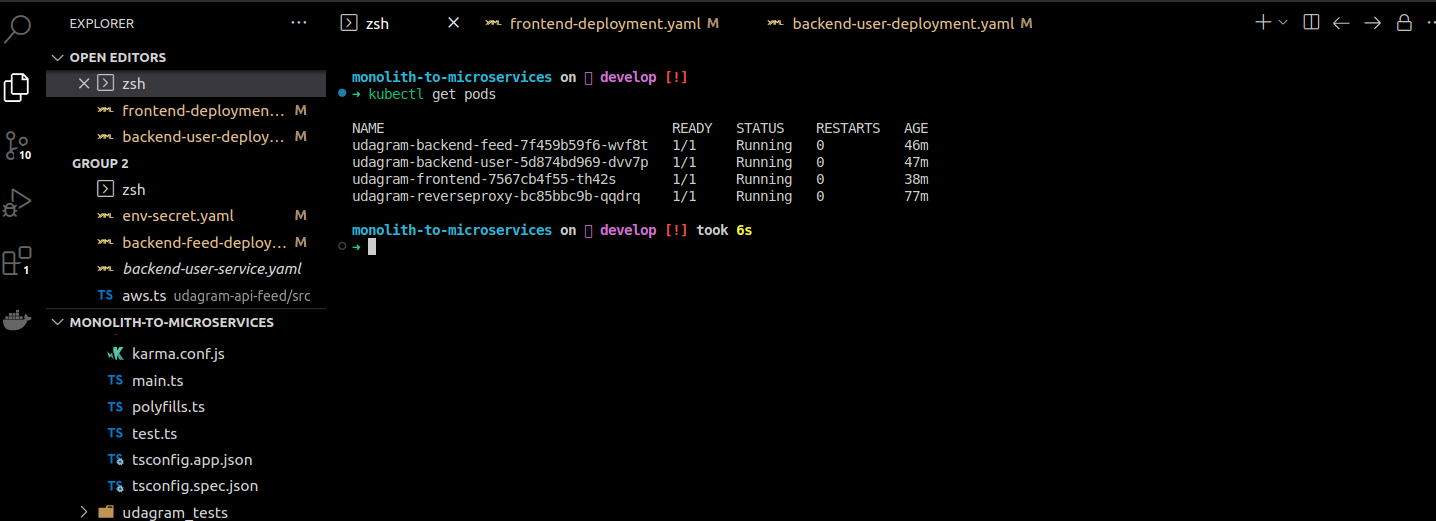 EXPLORER
OPEN EDITORS
zsh
frontend-deploymen... M
backend-user-deploy... M
GROUP 2
zsh
env-secret.yaml M
backend-feed-deploy... M
backend-user-service.yaml
TS aws.ts udagram-api-feed/src
MONOLITH-TO-MICROSERVICES
karma.conf.js
TS main.ts
TS polyfills.ts
TS test.ts
TS tsconfig.app.json
TS tsconfig.spec.json
udagram_tests
10
1
zsh
frontend-deployment.yaml M
backend-user-deployment.yaml M
monolith-to-microservices on develop [!]
➜ kubectl get pods
NAME READY STATUS RESTARTS AGE
udagram-backend-feed-7f459b59f6-wvf8t 1/1 Running 0 46m
udagram-backend-user-5d874bd969-dvv7p 1/1 Running 0 47m
udagram-frontend-7567cb4f55-th42s 1/1 Running 0 38m
udagram-reverseproxy-bc85bbc9b-qqdrq 1/1 Running 0 77m
monolith-to-microservices on develop [!] took 6s
➜